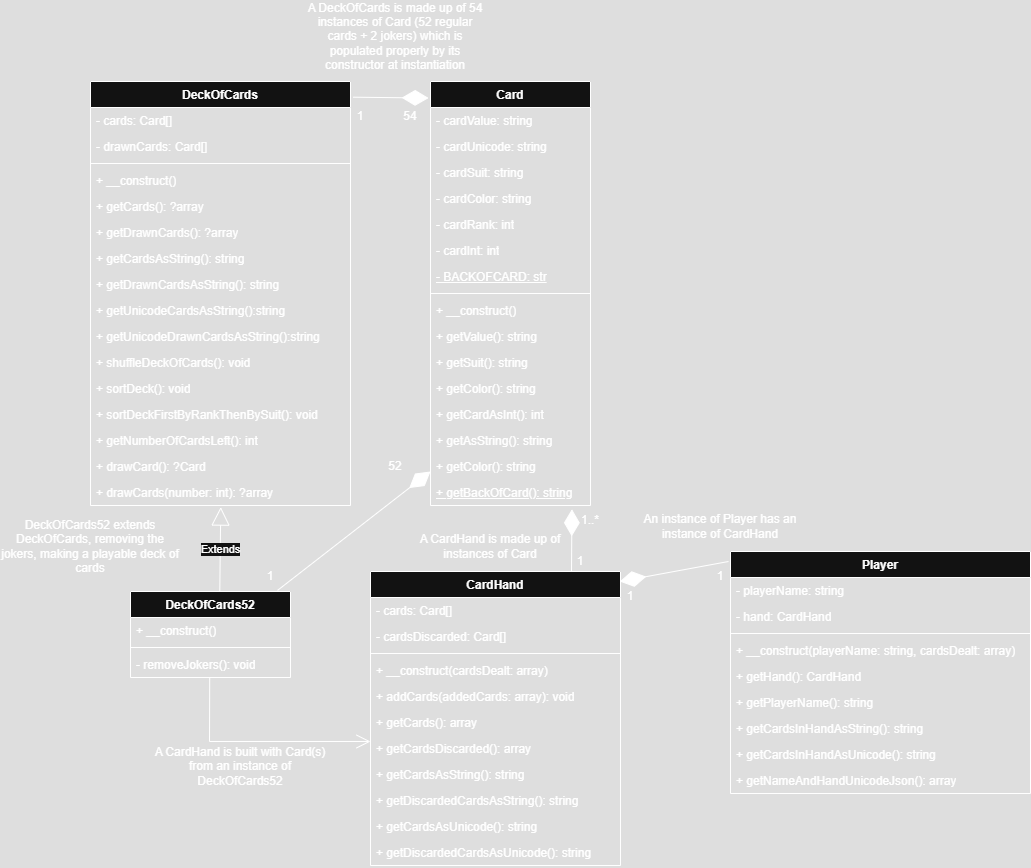 A DeckOfCards is made up of 54
instances of Card (52 regular
cards + 2 jokers) which is
populated properly by its
constructor at instantiation
DeckOfCards
- cards: Card[]
- drawnCards: Card[]
+ __construct()
+ getCards(): ?array
+ getDrawnCards(): ?array
+ getCardsAsString(): string
+ getDrawnCardsAsString(): string
+ getUnicodeCardsAsString():string
+ getUnicodeDrawnCardsAsString():string
+ shuffleDeckOfCards(): void
+ sortDeck(): void
+ sortDeckFirstByRankThenBySuit(): void
+ getNumberOfCardsLeft(): int
+ drawCard(): ?Card
+ drawCards(number: int): ?array
1
54
Card
- cardValue: string
- cardUnicode: string
- cardSuit: string
- cardColor: string
- cardRank: int
- cardInt: int
- BACKOFCARD: str
+ __construct()
+ getValue(): string
+ getSuit(): string
+ getColor(): string
+ getCardAsInt(): int
+ getAsString(): string
+ getColor(): string
+ getBackOfCard(): string
52
1
DeckOfCards52 extends
DeckOfCards, removing the
jokers, making a playable deck of
cards
Extends
DeckOfCards52
+ __construct()
- removeJokers(): void
A CardHand is built with Card(s)
from an instance of
DeckOfCards52
1..*
A CardHand is made up of
instances of Card
1
CardHand
- cards: Card[]
- cardsDiscarded: Card[]
+ __construct(cardsDealt: array)
+ addCards(addedCards: array): void
+ getCards(): array
+ getCardsDiscarded(): array
+ getCardsAsString(): string
+ getDiscardedCardsAsString(): string
+ getCardsAsUnicode(): string
+ getDiscardedCardsAsUnicode(): string
An instance of Player has an
instance of CardHand
1
1
Player
- playerName: string
- hand: CardHand
+ __construct(playerName: string, cardsDealt: array)
+ getHand(): CardHand
+ getPlayerName(): string
+ getCardsInHandAsString(): string
+ getCardsInHandAsUnicode(): string
+ getNameAndHandUnicodeJson(): array